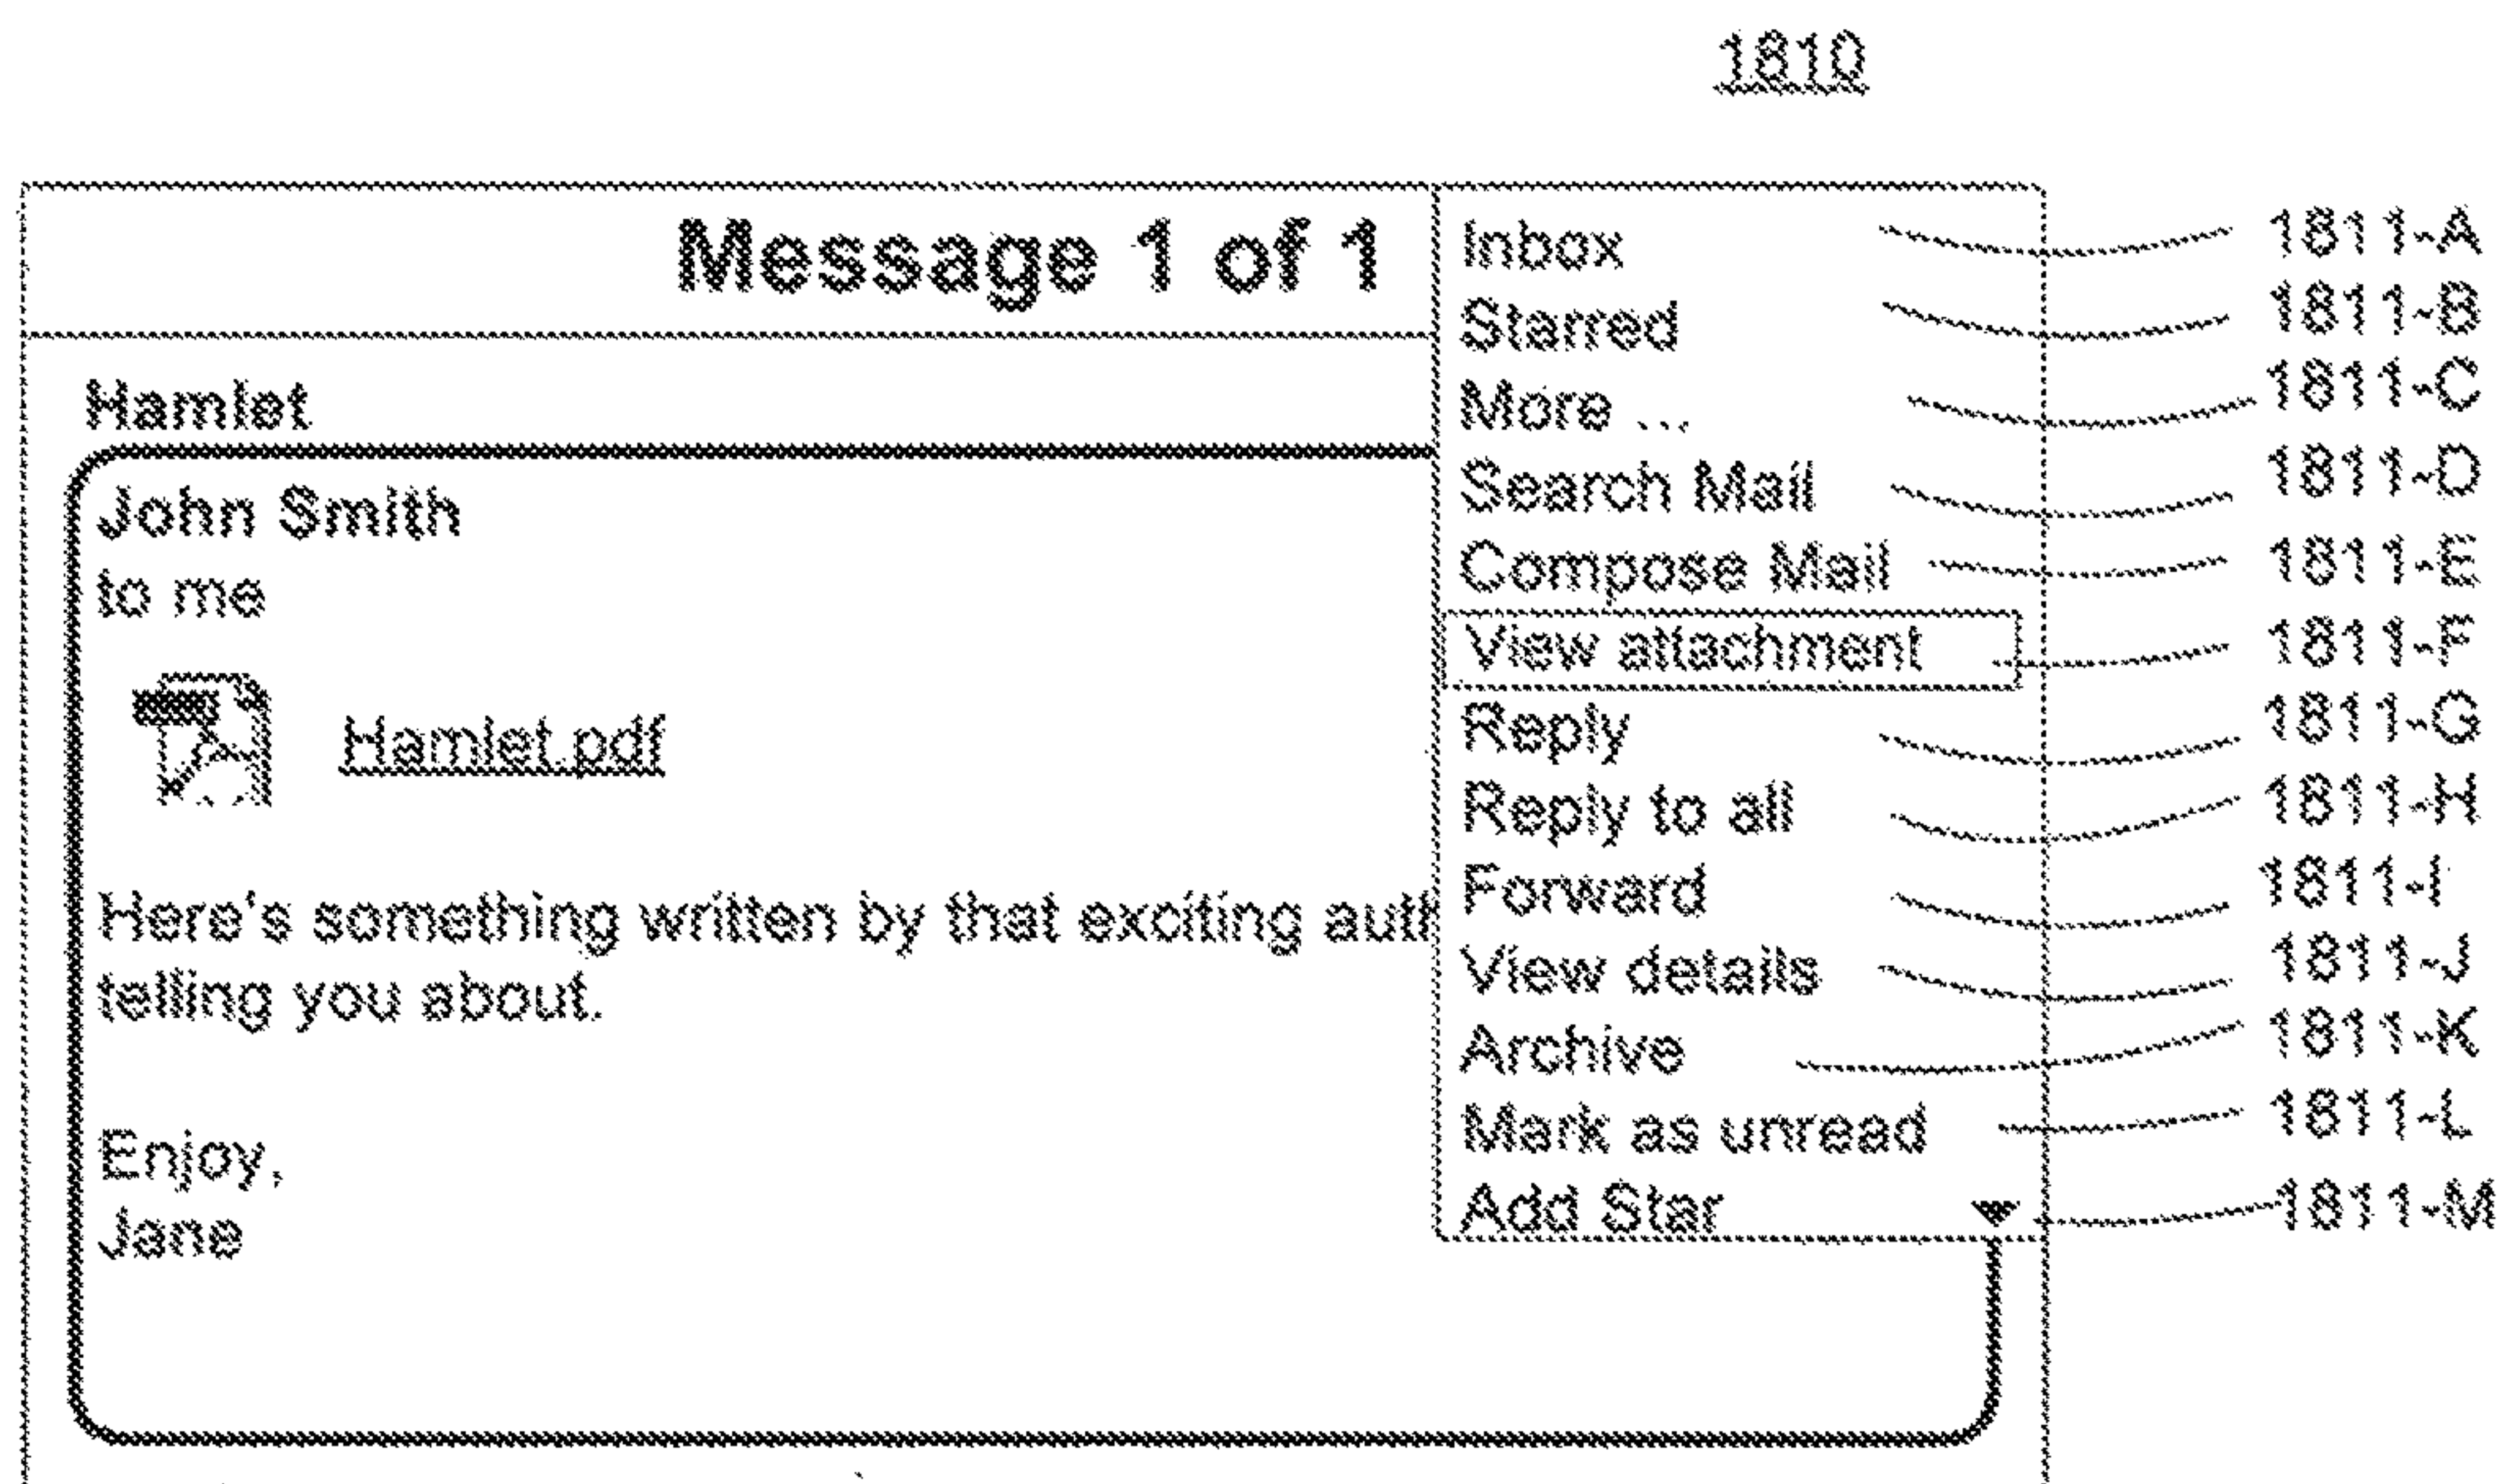 1810
Message 1 of 1
Hamlet
John Smith
to me
Hamlet.pdf
Here's something written by that exciting
telling you about.
Enjoy,
Jane
Inbox 1811-A
Starred 1811-B
More ... 1811-C
Search Mail 1811-D
Compose Mail 1811-E
View attachment 1811-F
Reply 1811-G
Reply to all 1811-H
Forward 1811-I
View details 1811-J
Archive 1811-K
Mark as unread 1811-L
Add Star 1811-M